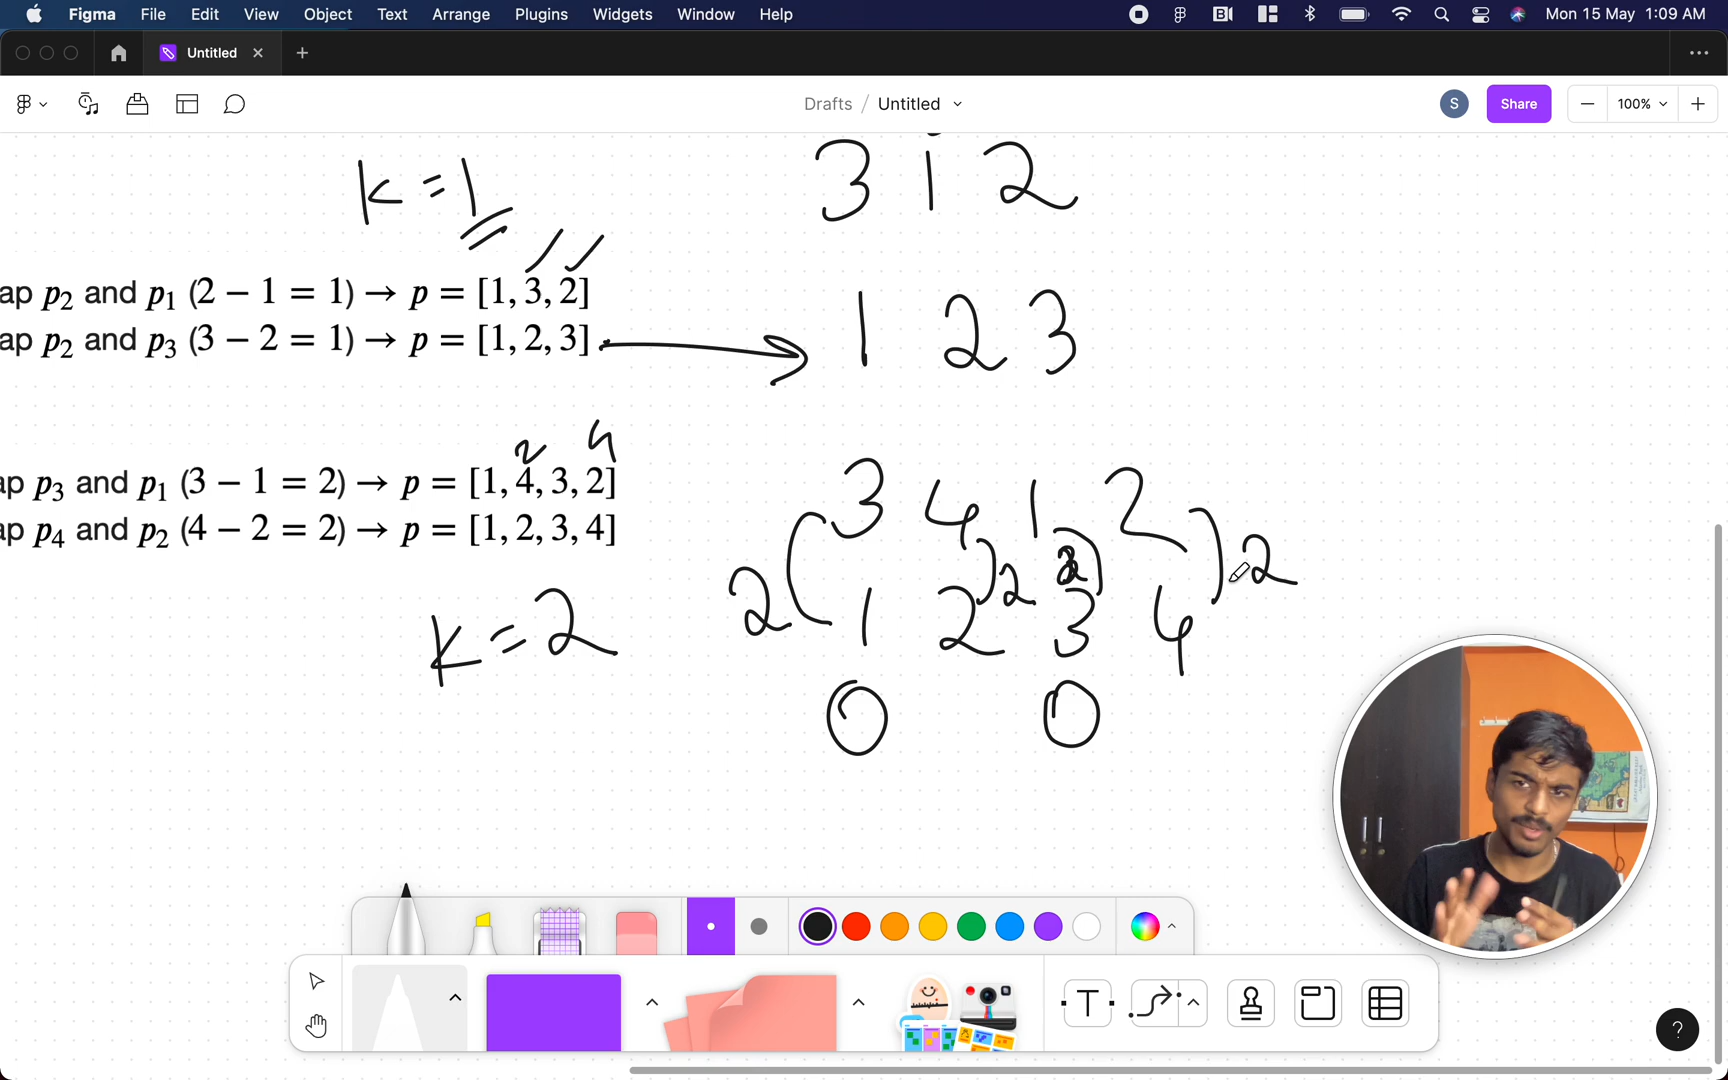 Figma File Edit View Object Text Arrange Plugins Widgets Window Help Mon 15 May 1:09 AM
Untitled
Drafts / Untitled S Share 100%
k = 1
3 1 2
ap p₂ and p₁ (2 − 1 = 1) → p = [1, 3, 2]
ap p₂ and p₃ (3 − 2 = 1) → p = [1, 2, 3]
1 2 3
2 4
ap p₃ and p₁ (3 − 1 = 2) → p = [1, 4, 3, 2]
ap p₄ and p₂ (4 − 2 = 2) → p = [1, 2, 3, 4]
3 4 1 2
2 2 2 2
1 2 3 4
k = 2
0 0
T
?